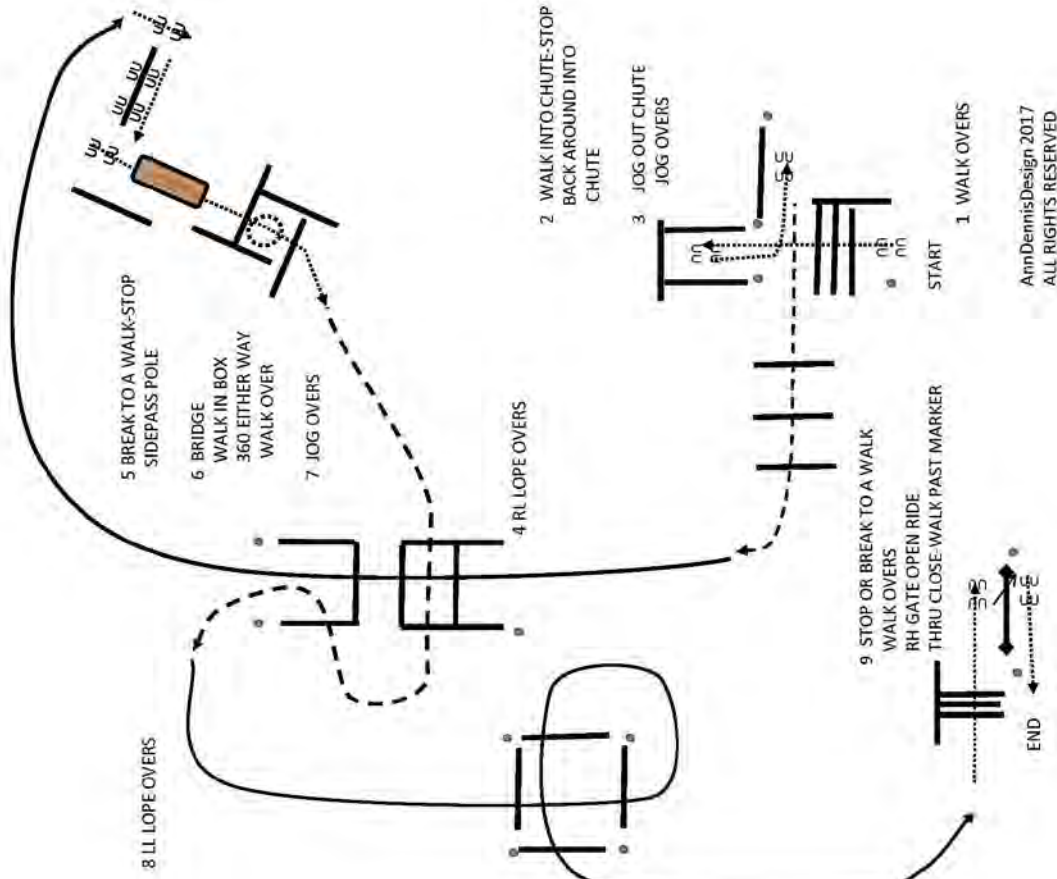 1 WALK OVERS
2 WALK INTO CHUTE-STOP
BACK AROUND INTO
CHUTE
3 JOG OUT CHUTE
JOG OVERS
4 RL LOPE OVERS
5 BREAK TO A WALK-STOP
SIDEPASS POLE
6 BRIDGE
WALK IN BOX
360 EITHER WAY
WALK OVER
7 JOG OVERS
8 LL LOPE OVERS
9 STOP OR BREAK TO A WALK-
WALK OVERS
RH GATE OPEN RIDE
THRU CLOSE-WALK PAST MARKER
START
END
AnnDennisDesign 2017
ALL RIGHTS RESERVED